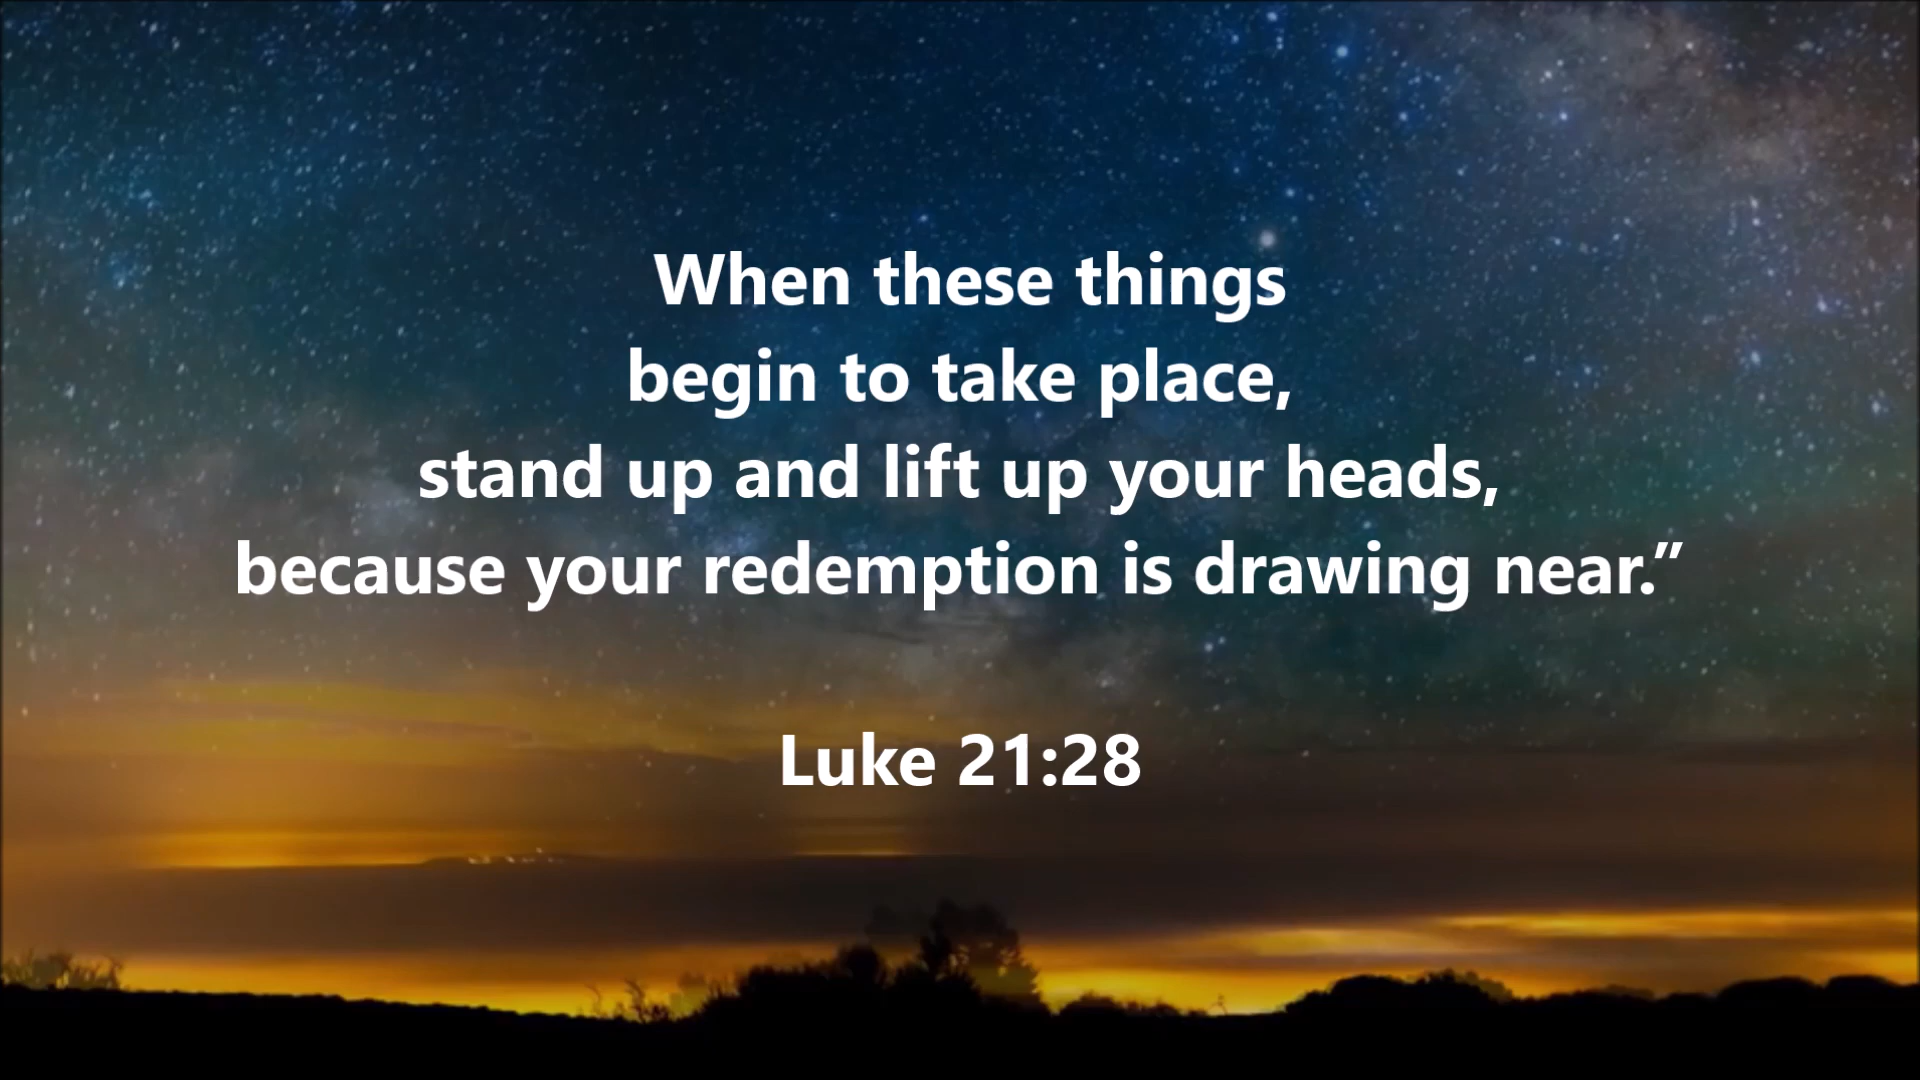 When these things
begin to take place,
stand up and lift up your heads,
because your redemption is drawing near.”
Luke 21:28